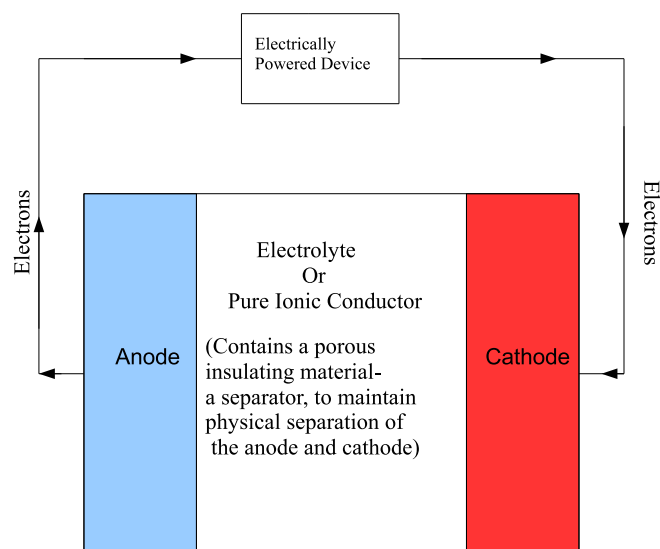 Electrically
Powered Device
Electrons
Electrons
Electrolyte
Or
Pure Ionic Conductor
Anode
(Contains a porous
insulating material-
a separator, to maintain
physical separation of
the anode and cathode)
Cathode